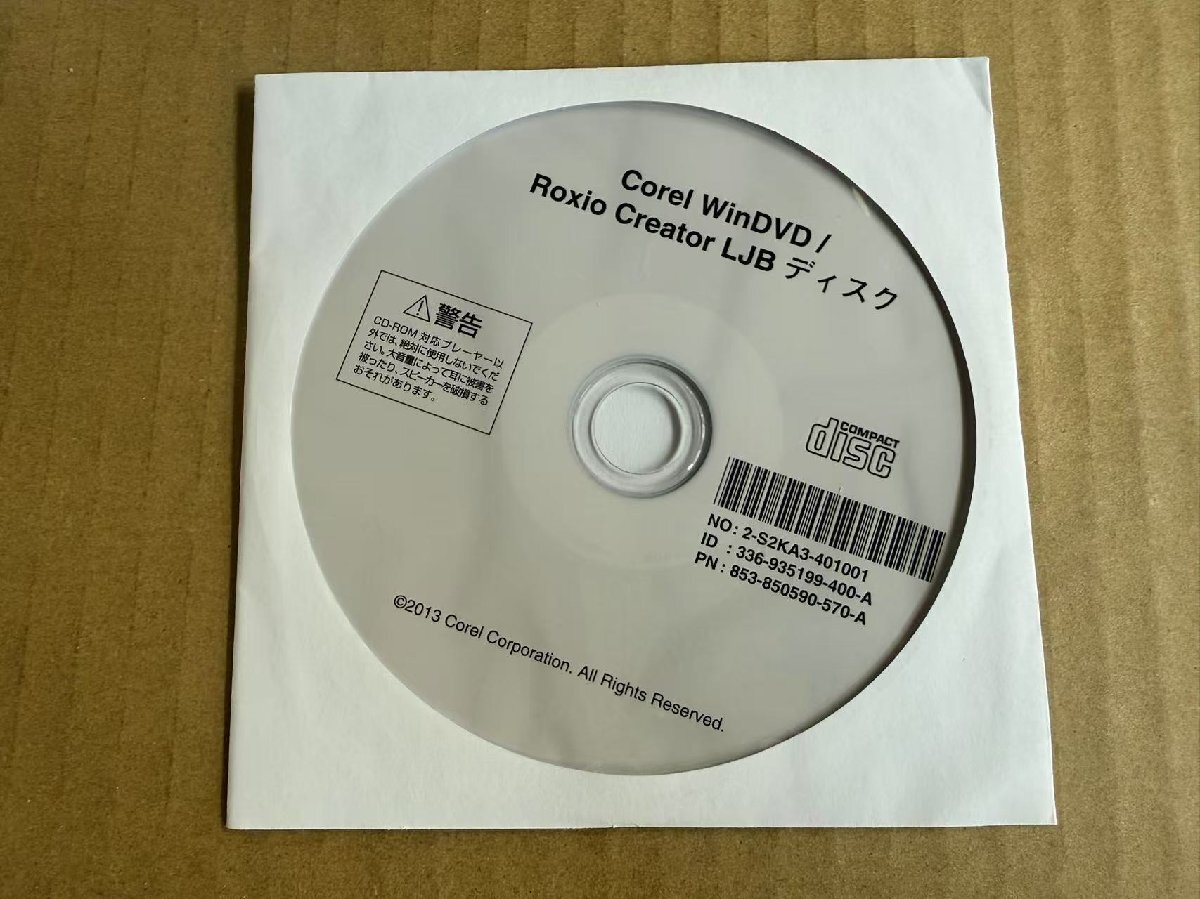 Corel WinDVD /
Roxio Creator LJB ディスク
警告
CD-ROM 対応プレーヤー以
外では、絶対に使用しないでくだ
さい。大音量によって耳に被害を
被ったり、スピーカーを破損する
おそれがあります。
COMPACT
disc
NO: 2-S2KA3-401001
ID : 336-935199-400-A
PN : 853-850590-570-A
©2013 Corel Corporation. All Rights Reserved.